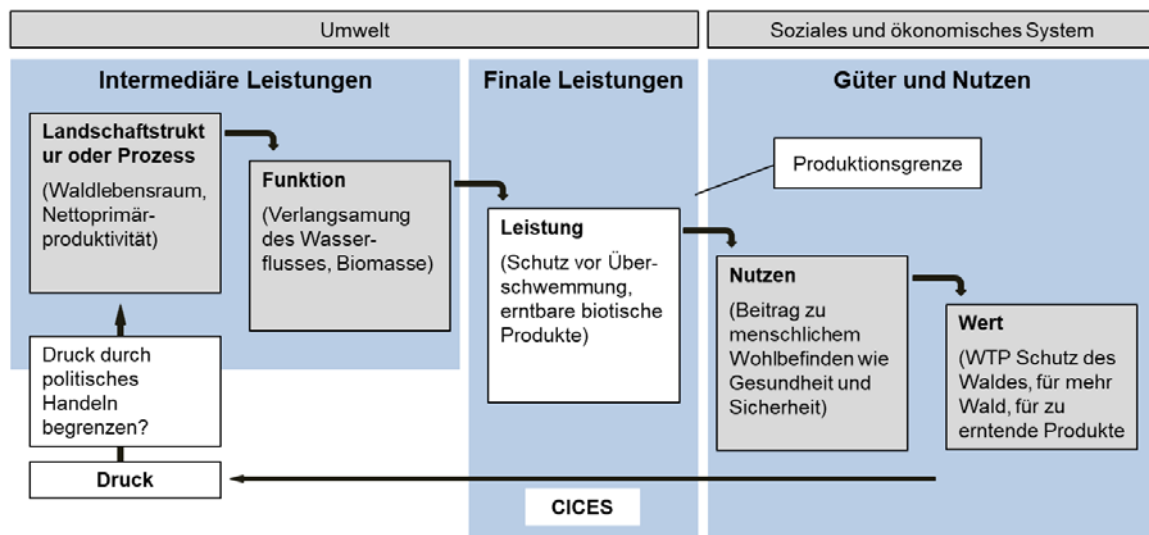 Umwelt
Soziales und ökonomisches System
Intermediäre Leistungen
Finale Leistungen
Güter und Nutzen
Landschaftstrukt
ur oder Prozess
(Waldlebensraum,
Nettoprimär-
produktivität)
Funktion
(Verlangsamung
des Wasser-
flusses, Biomasse)
Leistung
(Schutz vor Über-
schwemmung,
erntbare biotische
Produkte)
Produktionsgrenze
Nutzen
(Beitrag zu
menschlichem
Wohlbefinden wie
Gesundheit und
Sicherheit)
Wert
(WTP Schutz des
Waldes, für mehr
Wald, für zu
erntende Produkte
Druck durch
politisches
Handeln
begrenzen?
Druck
CICES